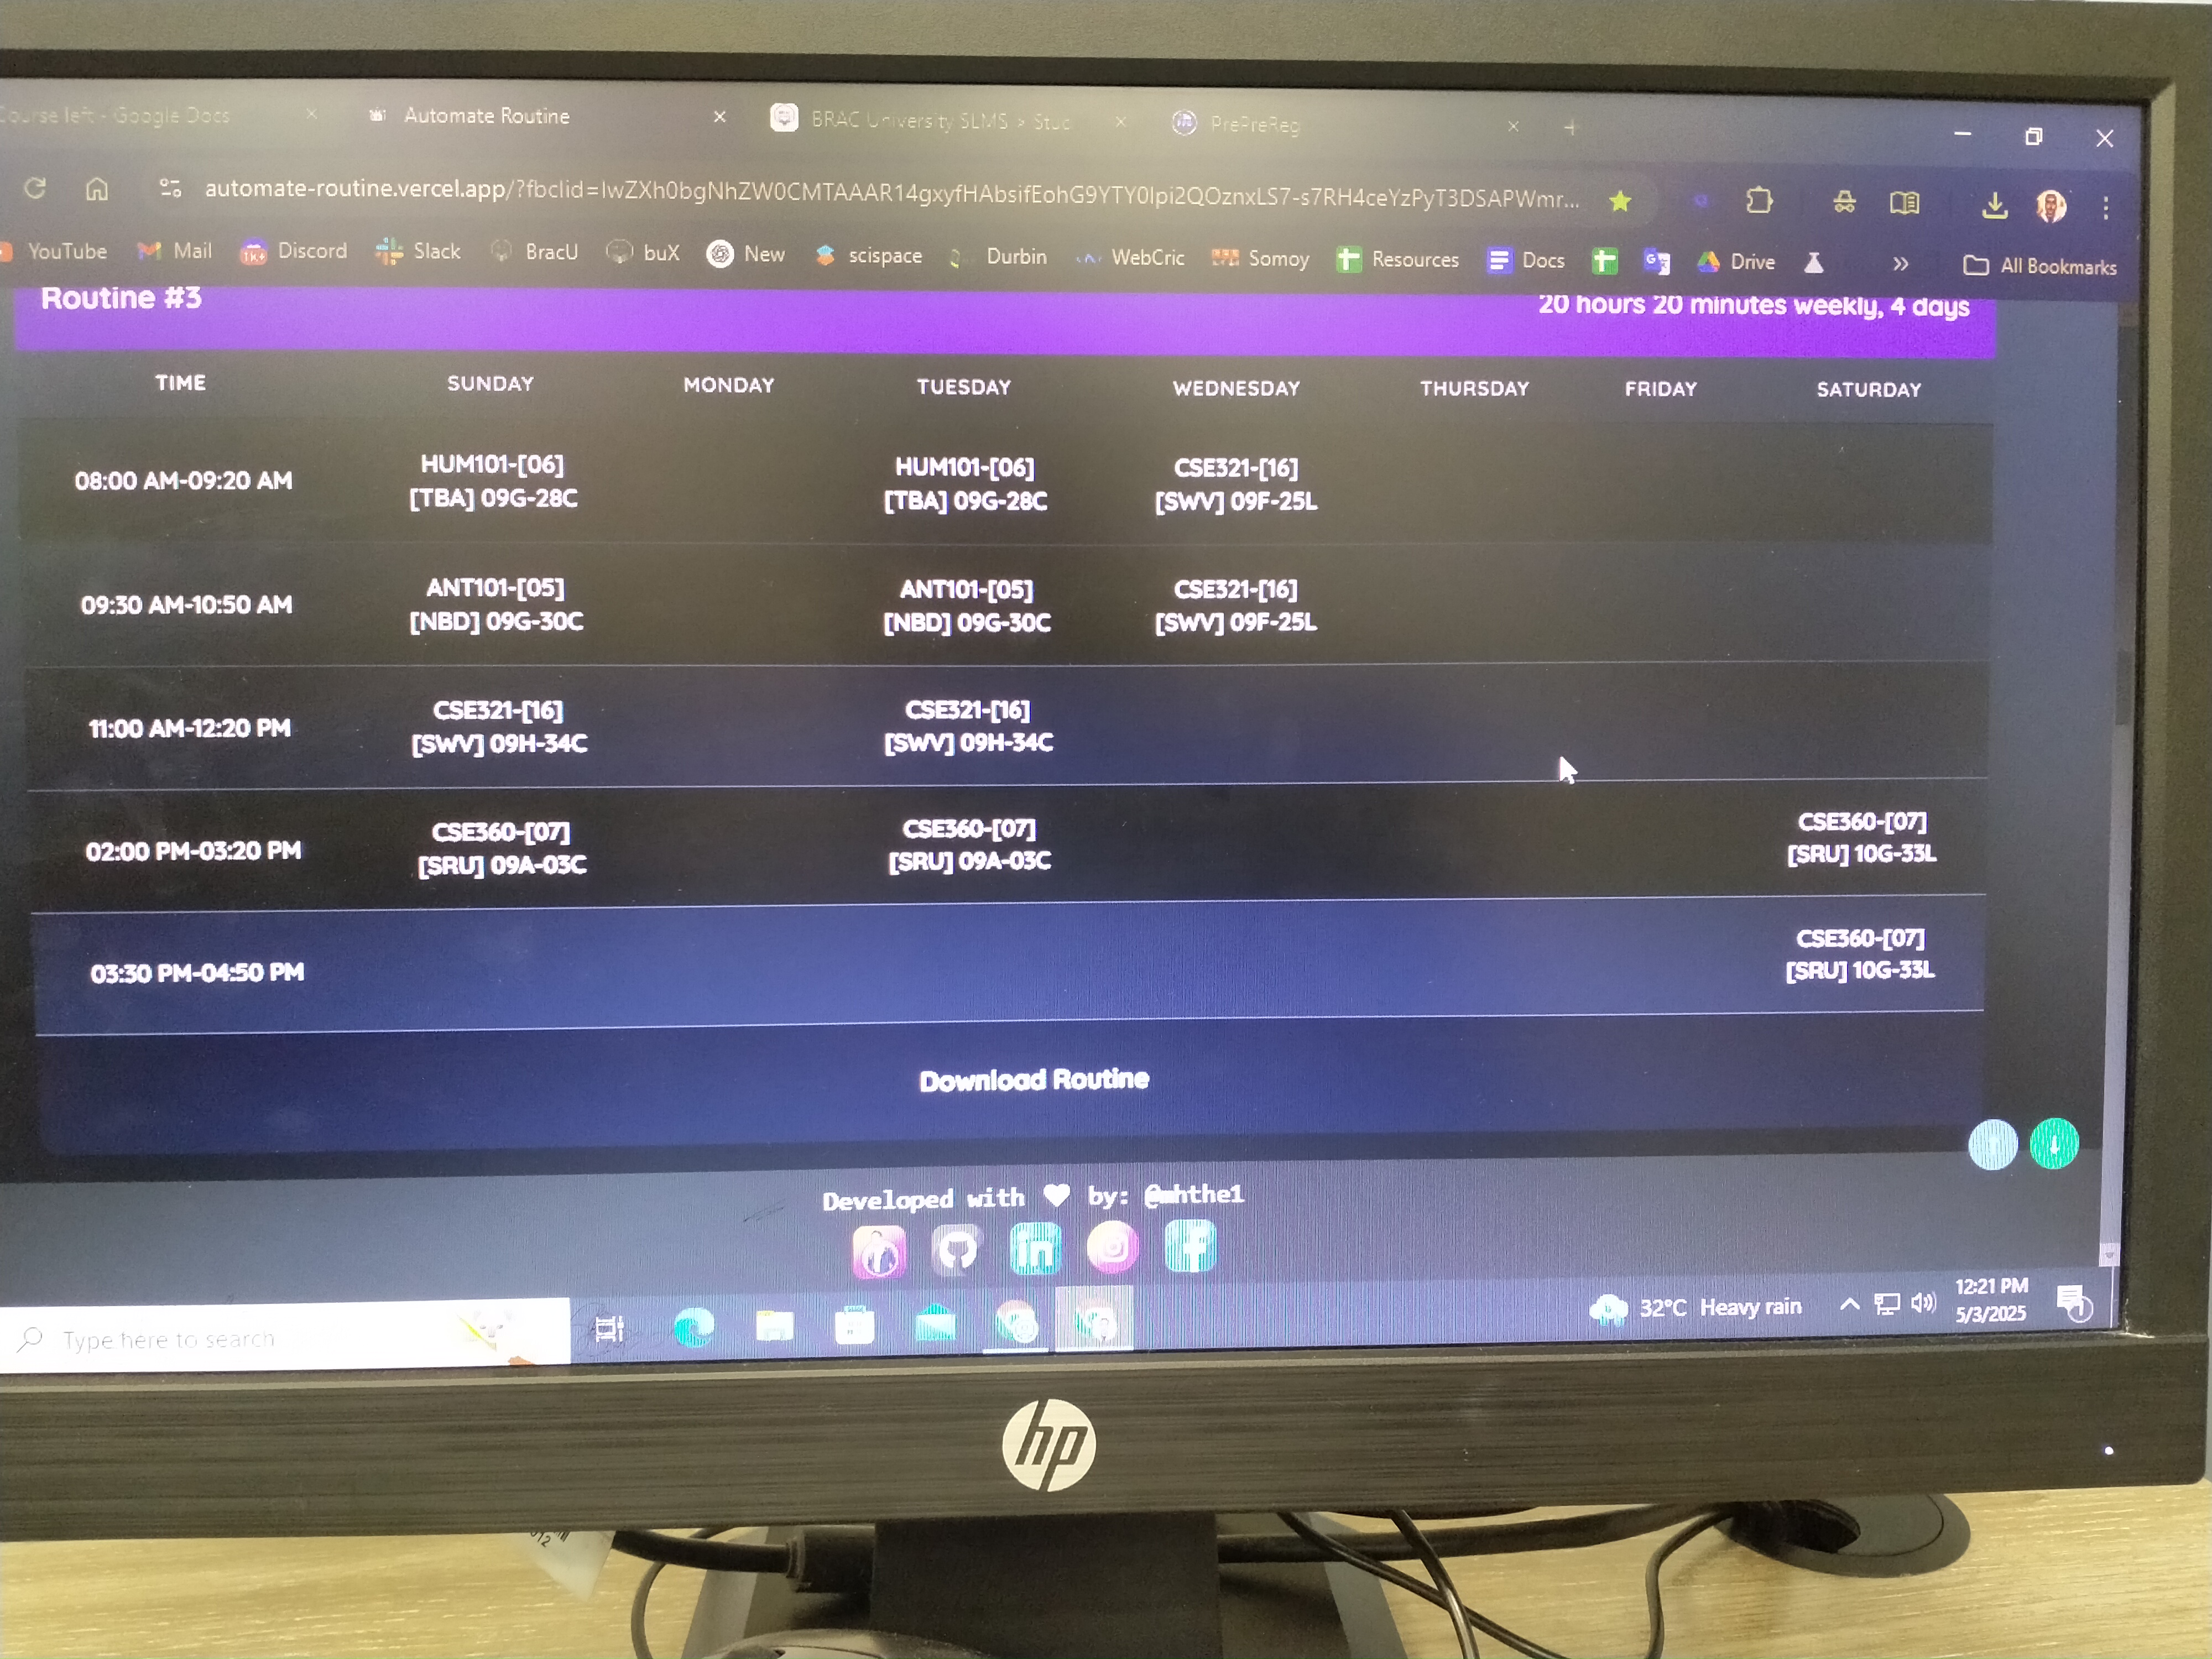 Course left - Google Docs
Automate Routine
BRAC University SLMS > Stuc
PrePreReg
automate-routine.vercel.app/?fbclid=IwZXh0bgNhZW0CMTAAAR14gxyfHAbsifEohG9YTY0lpi2QOznxLS7-s7RH4ceYzPyT3DSAPWmr...
YouTube Mail Discord Slack BracU buX New scispace Durbin WebCric Somoy Resources Docs Drive All Bookmarks
Routine #3
20 hours 20 minutes weekly, 4 days
TIME SUNDAY MONDAY TUESDAY WEDNESDAY THURSDAY FRIDAY SATURDAY
08:00 AM-09:20 AM
HUM101-[06]
[TBA] 09G-28C
HUM101-[06]
[TBA] 09G-28C
CSE321-[16]
[SWV] 09F-25L
09:30 AM-10:50 AM
ANT101-[05]
[NBD] 09G-30C
ANT101-[05]
[NBD] 09G-30C
CSE321-[16]
[SWV] 09F-25L
11:00 AM-12:20 PM
CSE321-[16]
[SWV] 09H-34C
CSE321-[16]
[SWV] 09H-34C
02:00 PM-03:20 PM
CSE360-[07]
[SRU] 09A-03C
CSE360-[07]
[SRU] 09A-03C
CSE360-[07]
[SRU] 10G-33L
03:30 PM-04:50 PM
CSE360-[07]
[SRU] 10G-33L
Download Routine
Developed with by: @mhthe1
Type here to search
32°C Heavy rain
12:21 PM
5/3/2025
hp